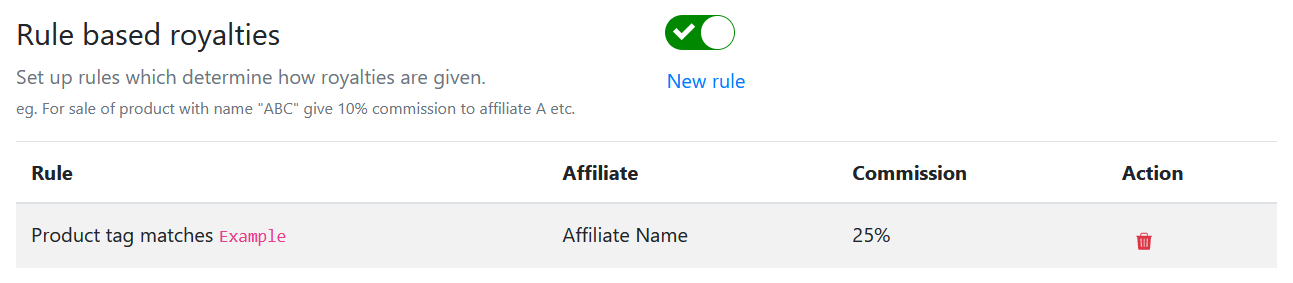 Rule based royalties
Set up rules which determine how royalties are given.
New rule
eg. For sale of product with name "ABC" give 10% commission to affiliate A etc.
Rule Affiliate Commission Action
Product tag matches Example Affiliate Name 25%